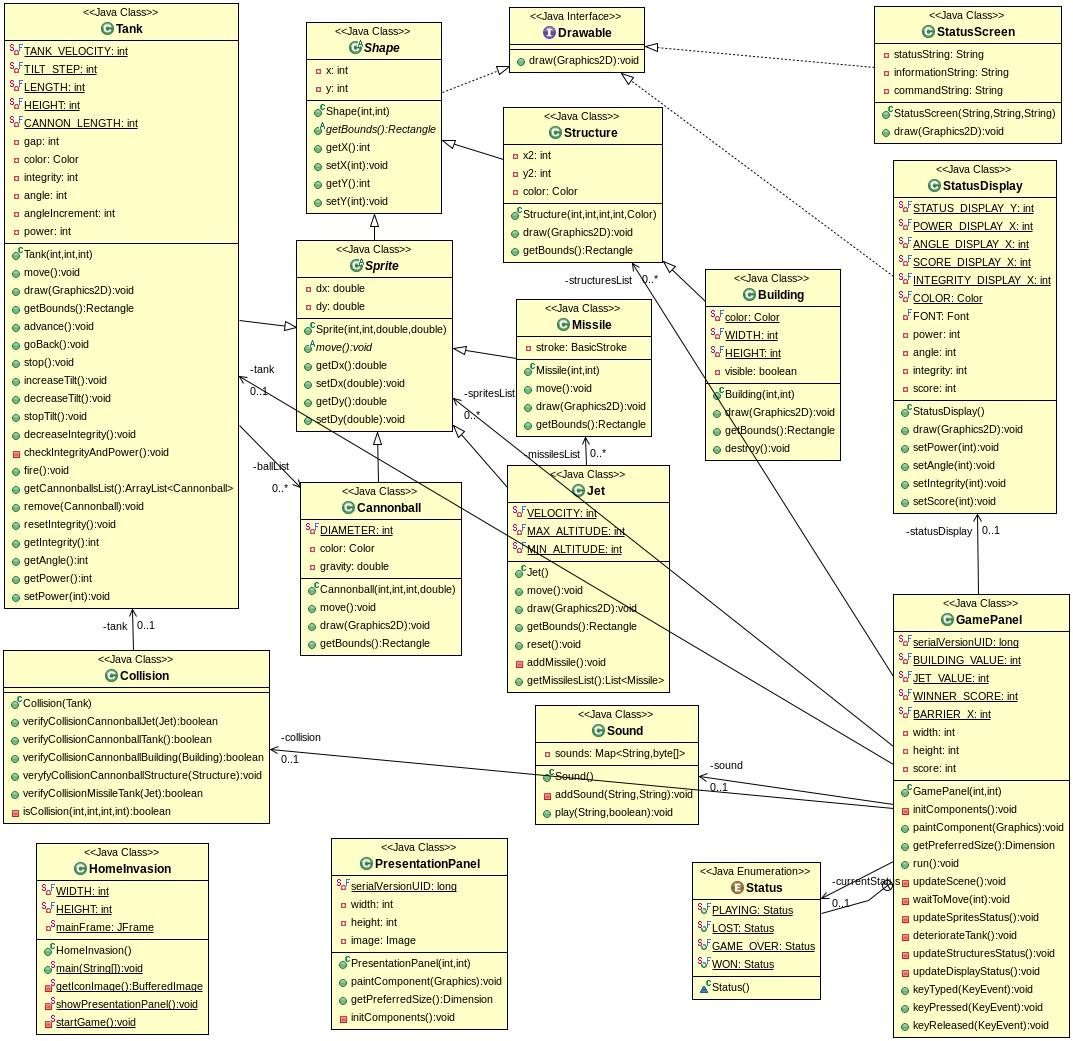 <<Java Class>>
Tank
TANK_VELOCITY: int
TILT_STEP: int
LENGTH: int
HEIGHT: int
CANNON_LENGTH: int
gap: int
color: Color
integrity: int
angle: int
angleIncrement: int
power: int
Tank(int,int,int)
move():void
draw(Graphics2D):void
getBounds():Rectangle
advance():void
goBack():void
stop():void
increaseTilt():void
decreaseTilt():void
stopTilt():void
decreaseIntegrity():void
checkIntegrityAndPower():void
fire():void
getCannonballsList():ArrayList<Cannonball>
remove(Cannonball):void
resetIntegrity():void
getIntegrity():int
getAngle():int
getPower():int
setPower(int):void
<<Java Class>>
Shape
x: int
y: int
Shape(int,int)
getBounds():Rectangle
getX():int
setX(int):void
getY():int
setY(int):void
<<Java Interface>>
Drawable
draw(Graphics2D):void
<<Java Class>>
StatusScreen
statusString: String
informationString: String
commandString: String
StatusScreen(String,String,String)
draw(Graphics2D):void
<<Java Class>>
Structure
x2: int
y2: int
color: Color
Structure(int,int,int,int,Color)
draw(Graphics2D):void
getBounds():Rectangle
<<Java Class>>
StatusDisplay
STATUS_DISPLAY_Y: int
POWER_DISPLAY_X: int
ANGLE_DISPLAY_X: int
SCORE_DISPLAY_X: int
INTEGRITY_DISPLAY_X: int
COLOR: Color
FONT: Font
power: int
angle: int
integrity: int
score: int
StatusDisplay()
draw(Graphics2D):void
setPower(int):void
setAngle(int):void
setIntegrity(int):void
setScore(int):void
<<Java Class>>
Sprite
dx: double
dy: double
Sprite(int,int,double,double)
move():void
getDx():double
setDx(double):void
getDy():double
setDy(double):void
-structuresList
0..*
<<Java Class>>
Building
color: Color
WIDTH: int
HEIGHT: int
visible: boolean
Building(int,int)
draw(Graphics2D):void
getBounds():Rectangle
destroy():void
<<Java Class>>
Missile
stroke: BasicStroke
Missile(int,int)
move():void
draw(Graphics2D):void
getBounds():Rectangle
-tank
0..1
-spritesList
0..*
-missilesList
0..*
-ballList
0..*
<<Java Class>>
Cannonball
DIAMETER: int
color: Color
gravity: double
Cannonball(int,int,int,double)
move():void
draw(Graphics2D):void
getBounds():Rectangle
<<Java Class>>
Jet
VELOCITY: int
MAX_ALTITUDE: int
MIN_ALTITUDE: int
Jet()
move():void
draw(Graphics2D):void
getBounds():Rectangle
reset():void
addMissile():void
getMissilesList():List<Missile>
-statusDisplay
0..1
<<Java Class>>
GamePanel
serialVersionUID: long
BUILDING_VALUE: int
JET_VALUE: int
WINNER_SCORE: int
BARRIER_X: int
width: int
height: int
score: int
GamePanel(int,int)
initComponents():void
paintComponent(Graphics):void
getPreferredSize():Dimension
run():void
updateScene():void
waitToMove(int):void
updateSpritesStatus():void
deteriorateTank():void
updateStructuresStatus():void
updateDisplayStatus():void
keyTyped(KeyEvent):void
keyPressed(KeyEvent):void
keyReleased(KeyEvent):void
-tank
0..1
<<Java Class>>
Collision
Collision(Tank)
verifyCollisionCannonballJet(Jet):boolean
verifyCollisionCannonballTank():boolean
verifyCollisionCannonballBuilding(Building):boolean
veryfyCollisionCannonballStructure(Structure):void
verifyCollisionMissileTank(Jet):boolean
isCollision(int,int,int,int):boolean
-collision
0..1
<<Java Class>>
Sound
sounds: Map<String,byte[]>
Sound()
addSound(String,String):void
play(String,boolean):void
-sound
0..1
<<Java Class>>
HomeInvasion
WIDTH: int
HEIGHT: int
mainFrame: JFrame
HomeInvasion()
main(String[]):void
getIconImage():BufferedImage
showPresentationPanel():void
startGame():void
<<Java Class>>
PresentationPanel
serialVersionUID: long
width: int
height: int
image: Image
PresentationPanel(int,int)
paintComponent(Graphics):void
getPreferredSize():Dimension
initComponents():void
<<Java Enumeration>>
Status
PLAYING: Status
LOST: Status
GAME_OVER: Status
WON: Status
Status()
-currentStatus
0..1